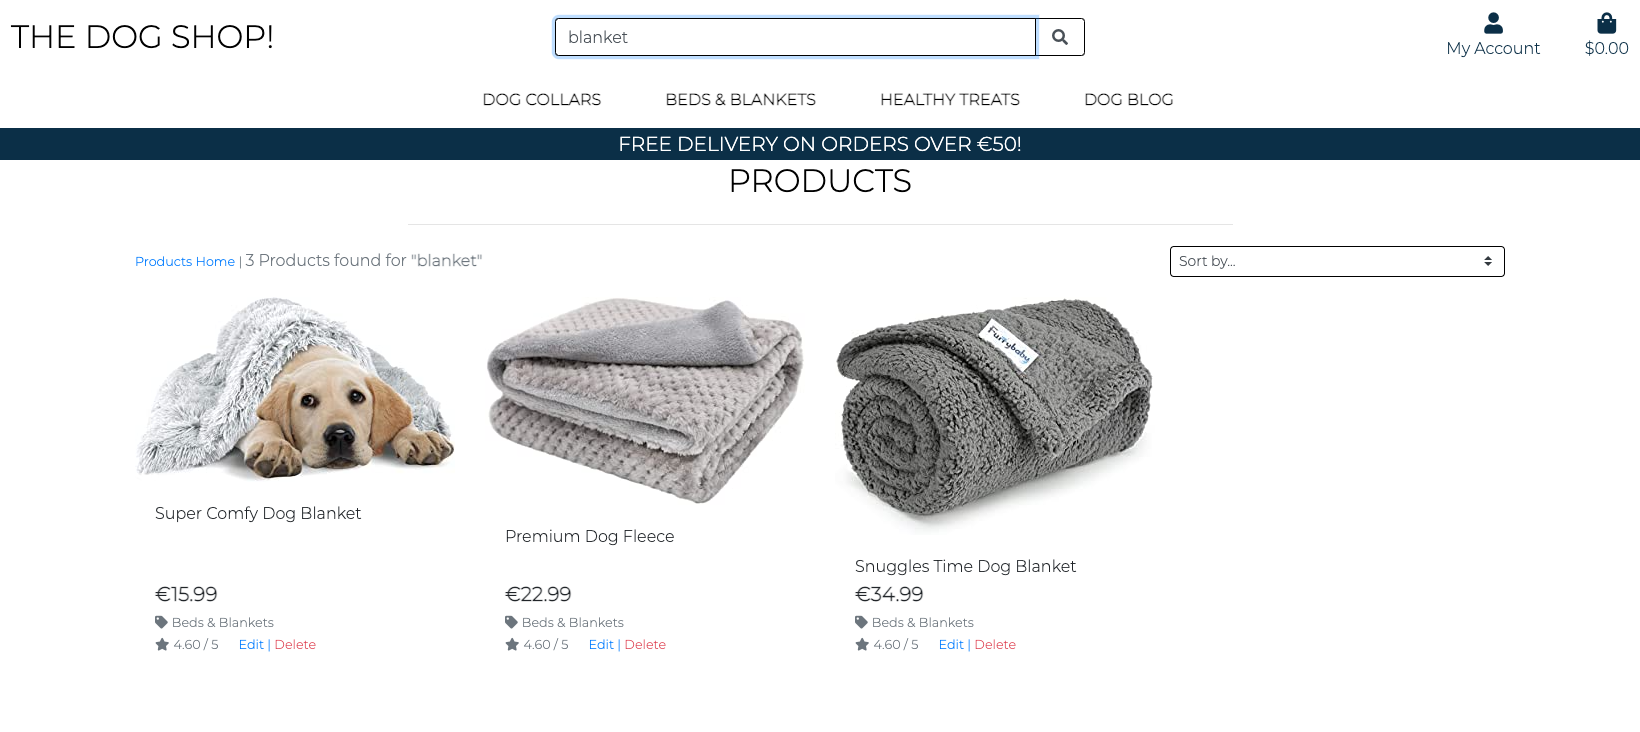 THE DOG SHOP!
blanket
My Account
$0.00
DOG COLLARS
BEDS & BLANKETS
HEALTHY TREATS
DOG BLOG
FREE DELIVERY ON ORDERS OVER €50!
PRODUCTS
Products Home | 3 Products found for "blanket"
Sort by...
Furrybaby
Super Comfy Dog Blanket
€15.99
Beds & Blankets
4.60 / 5 Edit | Delete
Premium Dog Fleece
€22.99
Beds & Blankets
4.60 / 5 Edit | Delete
Snuggles Time Dog Blanket
€34.99
Beds & Blankets
4.60 / 5 Edit | Delete